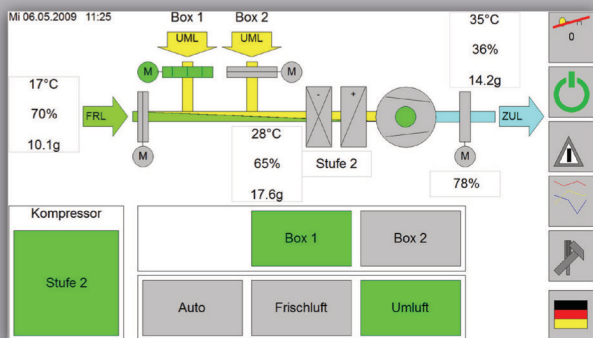 Mi 06.05.2009 11:25
Box 1
Box 2
UML
UML
35°C
36%
14.2g
0
M
M
17°C
70%
10.1g
FRL
ZUL
-
+
M
28°C
65%
17.6g
Stufe 2
M
78%
Kompressor
Stufe 2
Box 1
Box 2
Auto
Frischluft
Umluft